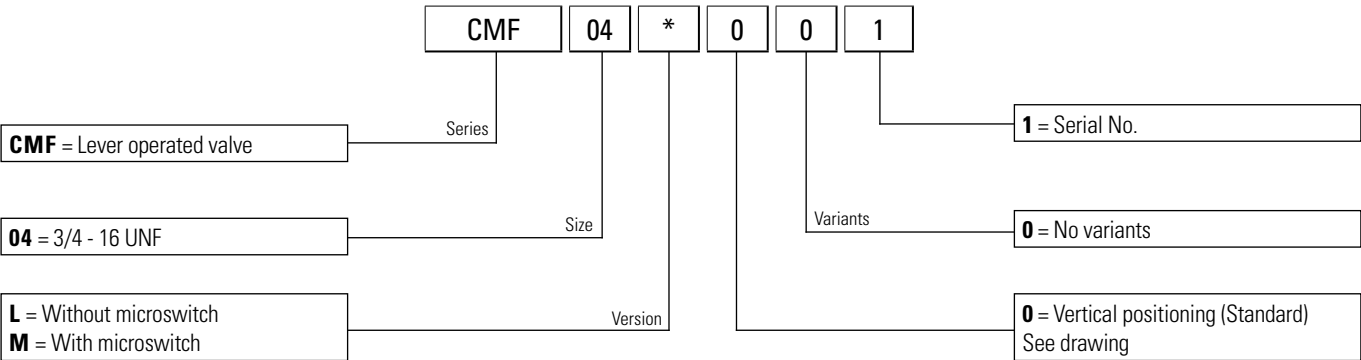 CMF 04 * 0 0 1
Series
CMF = Lever operated valve
1 = Serial No.
Size
04 = 3/4 - 16 UNF
Variants
0 = No variants
Version
L = Without microswitch
M = With microswitch
0 = Vertical positioning (Standard)
See drawing